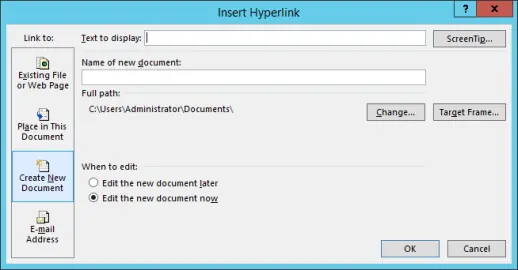 Insert Hyperlink
?
Link to:
Text to display:
ScreenTip...
Existing File
or Web Page
Name of new document:
Full path:
C:\Users\Administrator\Documents\
Change...
Target Frame...
Place in This
Document
Create New
Document
When to edit:
Edit the new document later
Edit the new document now
E-mail
Address
OK
Cancel